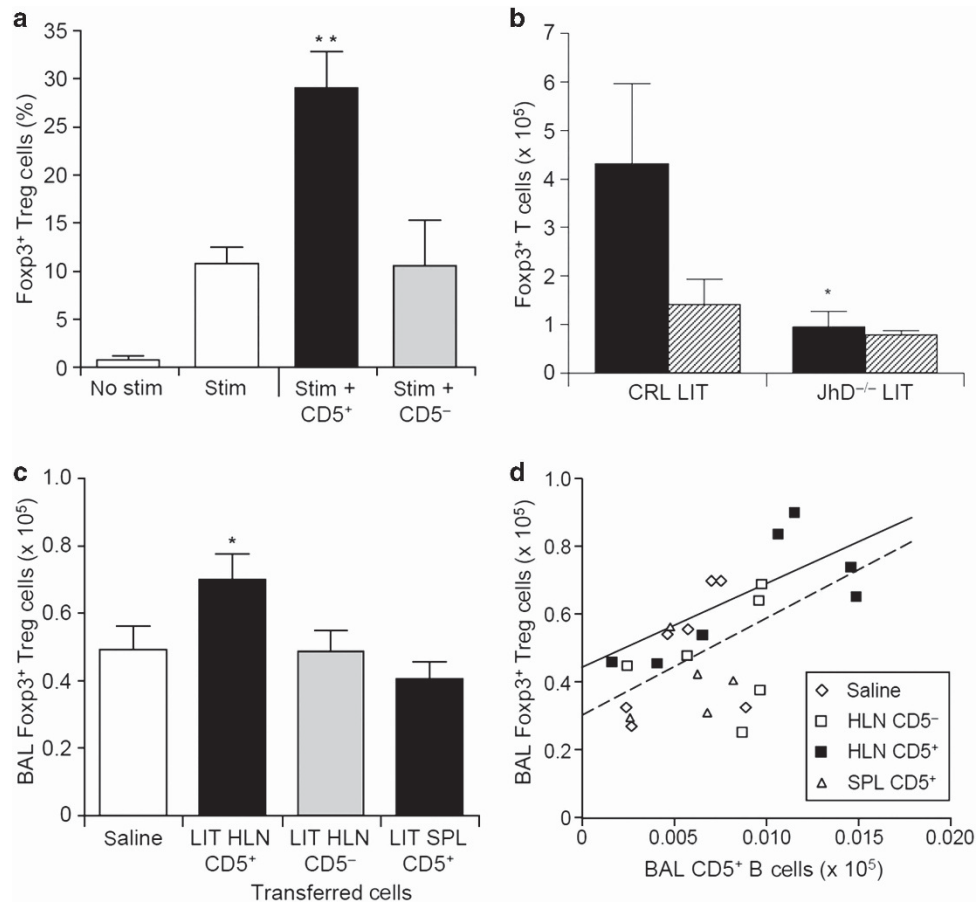 a
35
30
25
20
15
10
5
0
Foxp3⁺ Treg cells (%)
* *
No stim
Stim
Stim +
CD5⁺
Stim +
CD5⁻
b
7
6
5
4
3
2
1
0
Foxp3⁺ T cells (x 10⁵)
*
CRL LIT
JhD⁻/⁻ LIT
c
1.0
0.8
0.6
0.4
0.2
0
BAL Foxp3⁺ Treg cells (x 10⁵)
*
Saline
LIT HLN
CD5⁺
LIT HLN
CD5⁻
LIT SPL
CD5⁺
Transferred cells
d
1.0
0.8
0.6
0.4
0.2
0
BAL Foxp3⁺ Treg cells (x 10⁵)
Saline
HLN CD5⁻
HLN CD5⁺
SPL CD5⁺
0 0.005 0.010 0.015 0.020
BAL CD5⁺ B cells (x 10⁵)